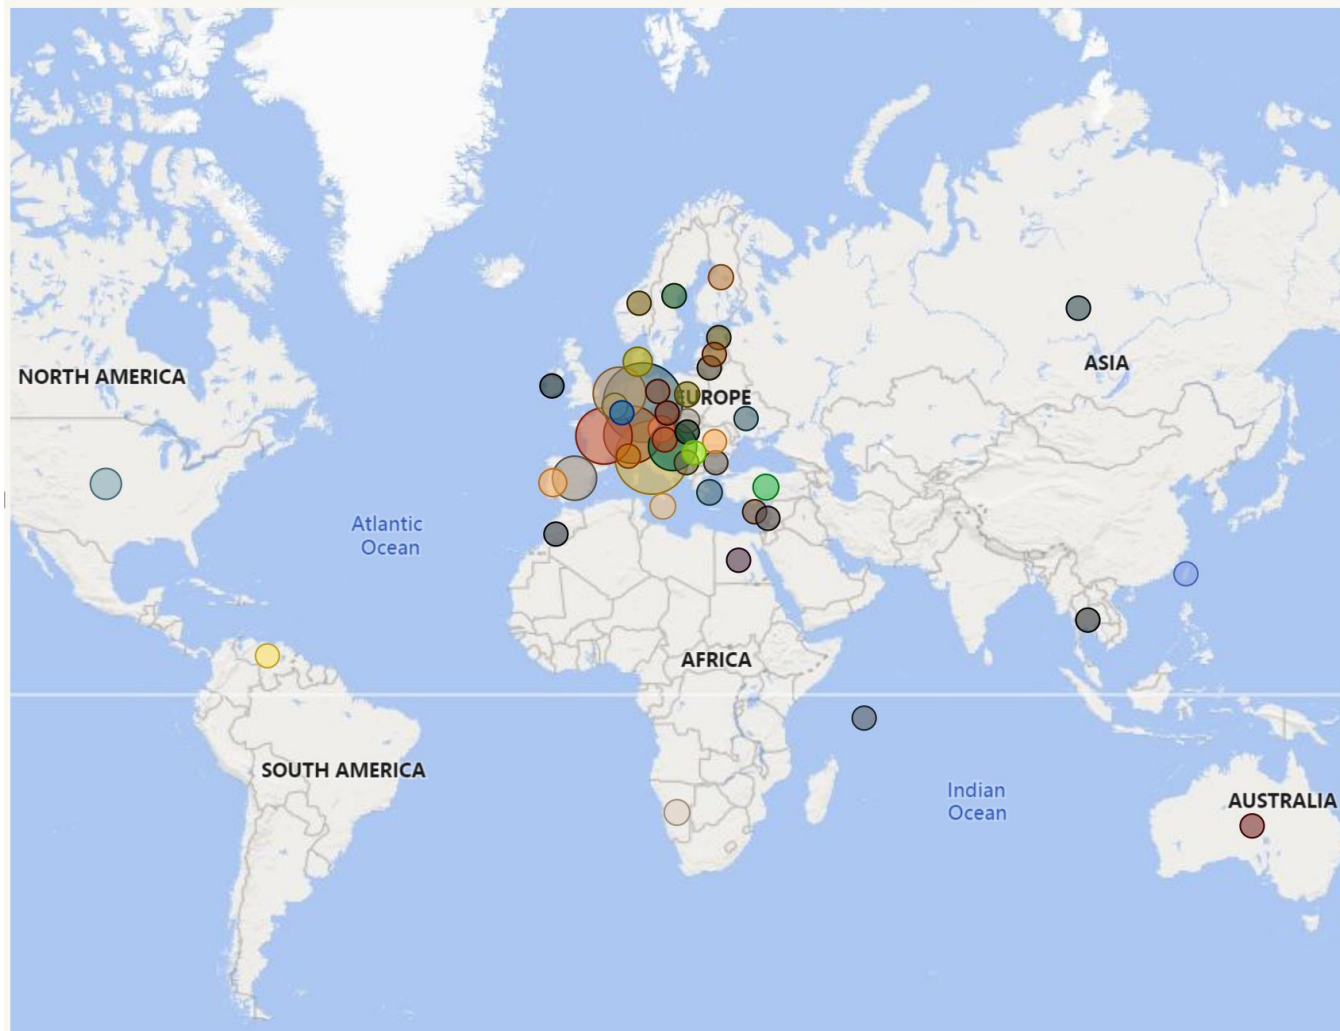 NORTH AMERICA
EUROPE
ASIA
Atlantic
Ocean
AFRICA
SOUTH AMERICA
Indian
Ocean
AUSTRALIA